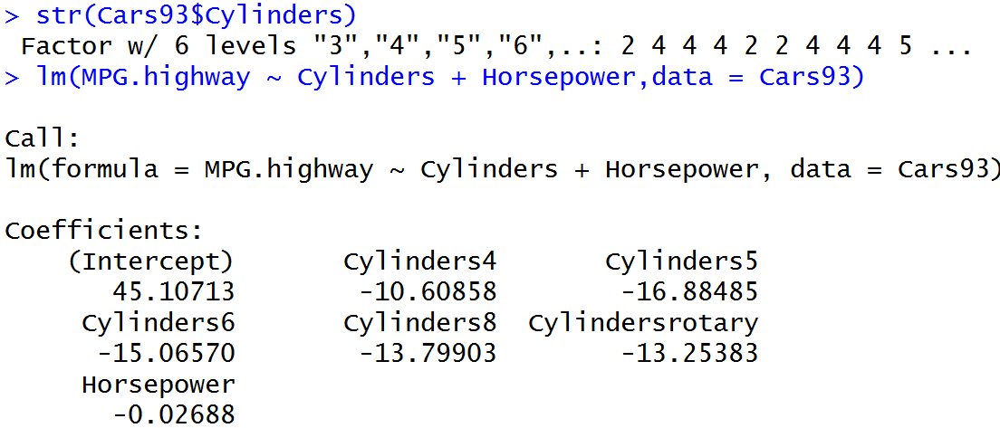 > str(Cars93$Cylinders)
 Factor w/ 6 levels "3","4","5","6",..: 2 4 4 4 2 2 4 4 4 5 ...
> lm(MPG.highway ~ Cylinders + Horsepower,data = Cars93)

Call:
lm(formula = MPG.highway ~ Cylinders + Horsepower, data = Cars93)

Coefficients:
    (Intercept)       Cylinders4       Cylinders5
       45.10713        -10.60858        -16.88485
     Cylinders6       Cylinders8  Cylindersrotary
      -15.06570        -13.79903        -13.25383
     Horsepower
       -0.02688